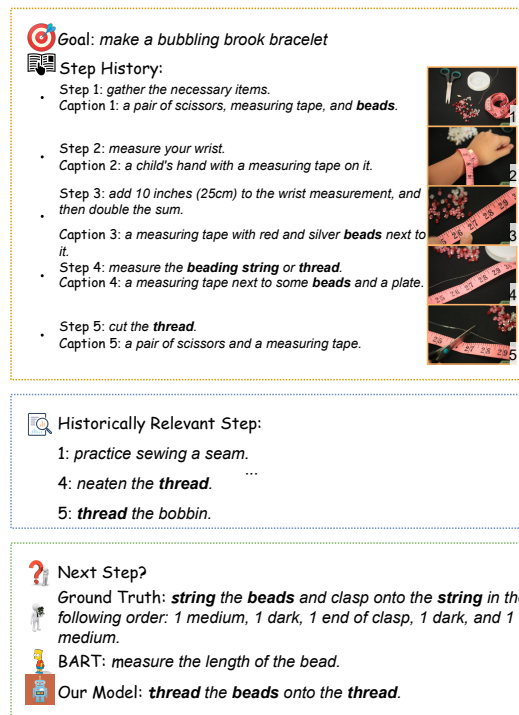 Goal: make a bubbling brook bracelet
Step History:
Step 1: gather the necessary items.
Caption 1: a pair of scissors, measuring tape, and beads.
1
Step 2: measure your wrist.
Caption 2: a child's hand with a measuring tape on it.
2
Step 3: add 10 inches (25cm) to the wrist measurement, and
then double the sum.
Caption 3: a measuring tape with red and silver beads next to
it.
26 27 28 29
3
Step 4: measure the beading string or thread.
Caption 4: a measuring tape next to some beads and a plate.
4
Step 5: cut the thread.
Caption 5: a pair of scissors and a measuring tape.
27 28 29
5
Historically Relevant Step:
1: practice sewing a seam.
...
4: neaten the thread.
5: thread the bobbin.
Next Step?
Ground Truth: string the beads and clasp onto the string in the
following order: 1 medium, 1 dark, 1 end of clasp, 1 dark, and 1
medium.
BART: measure the length of the bead.
Our Model: thread the beads onto the thread.